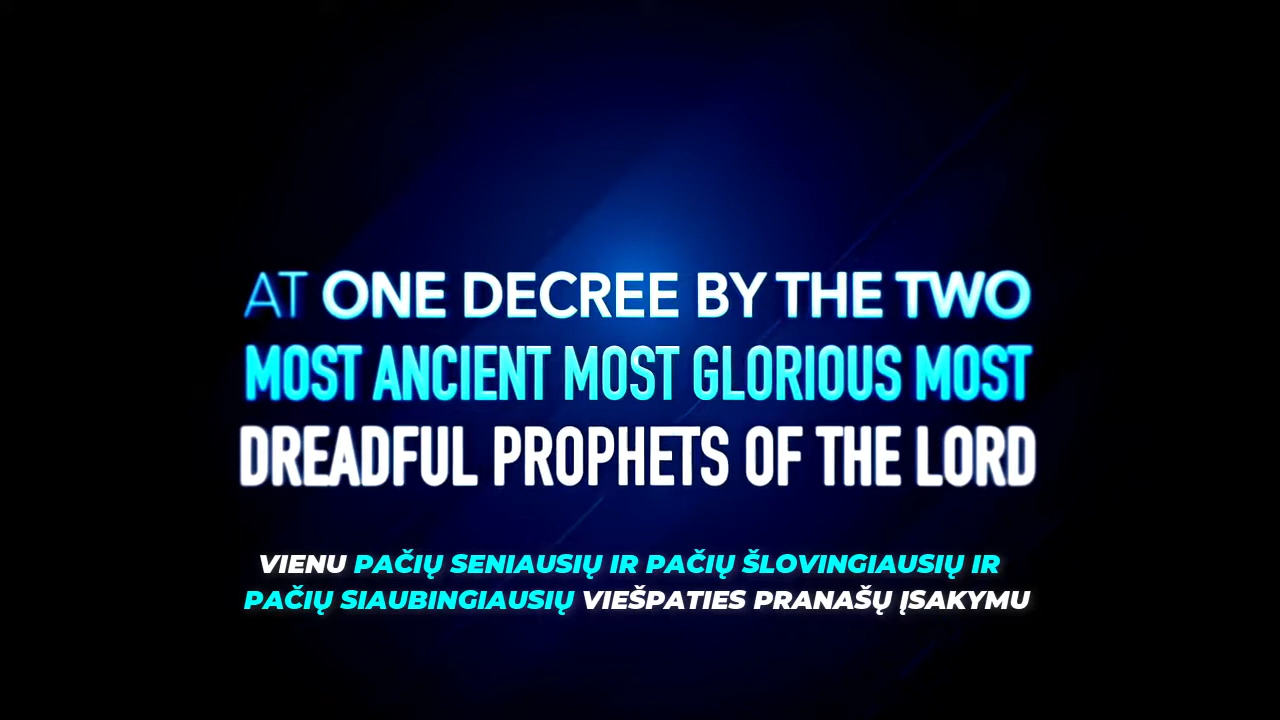 AT ONE DECREE BY THE TWO
MOST ANCIENT MOST GLORIOUS MOST
DREADFUL PROPHETS OF THE LORD
VIENU PAČIŲ SENIAUSIŲ IR PAČIŲ ŠLOVINGIAUSIŲ IR
PAČIŲ SIAUBINGIAUSIŲ VIEŠPATIES PRANAŠŲ ĮSAKYMU